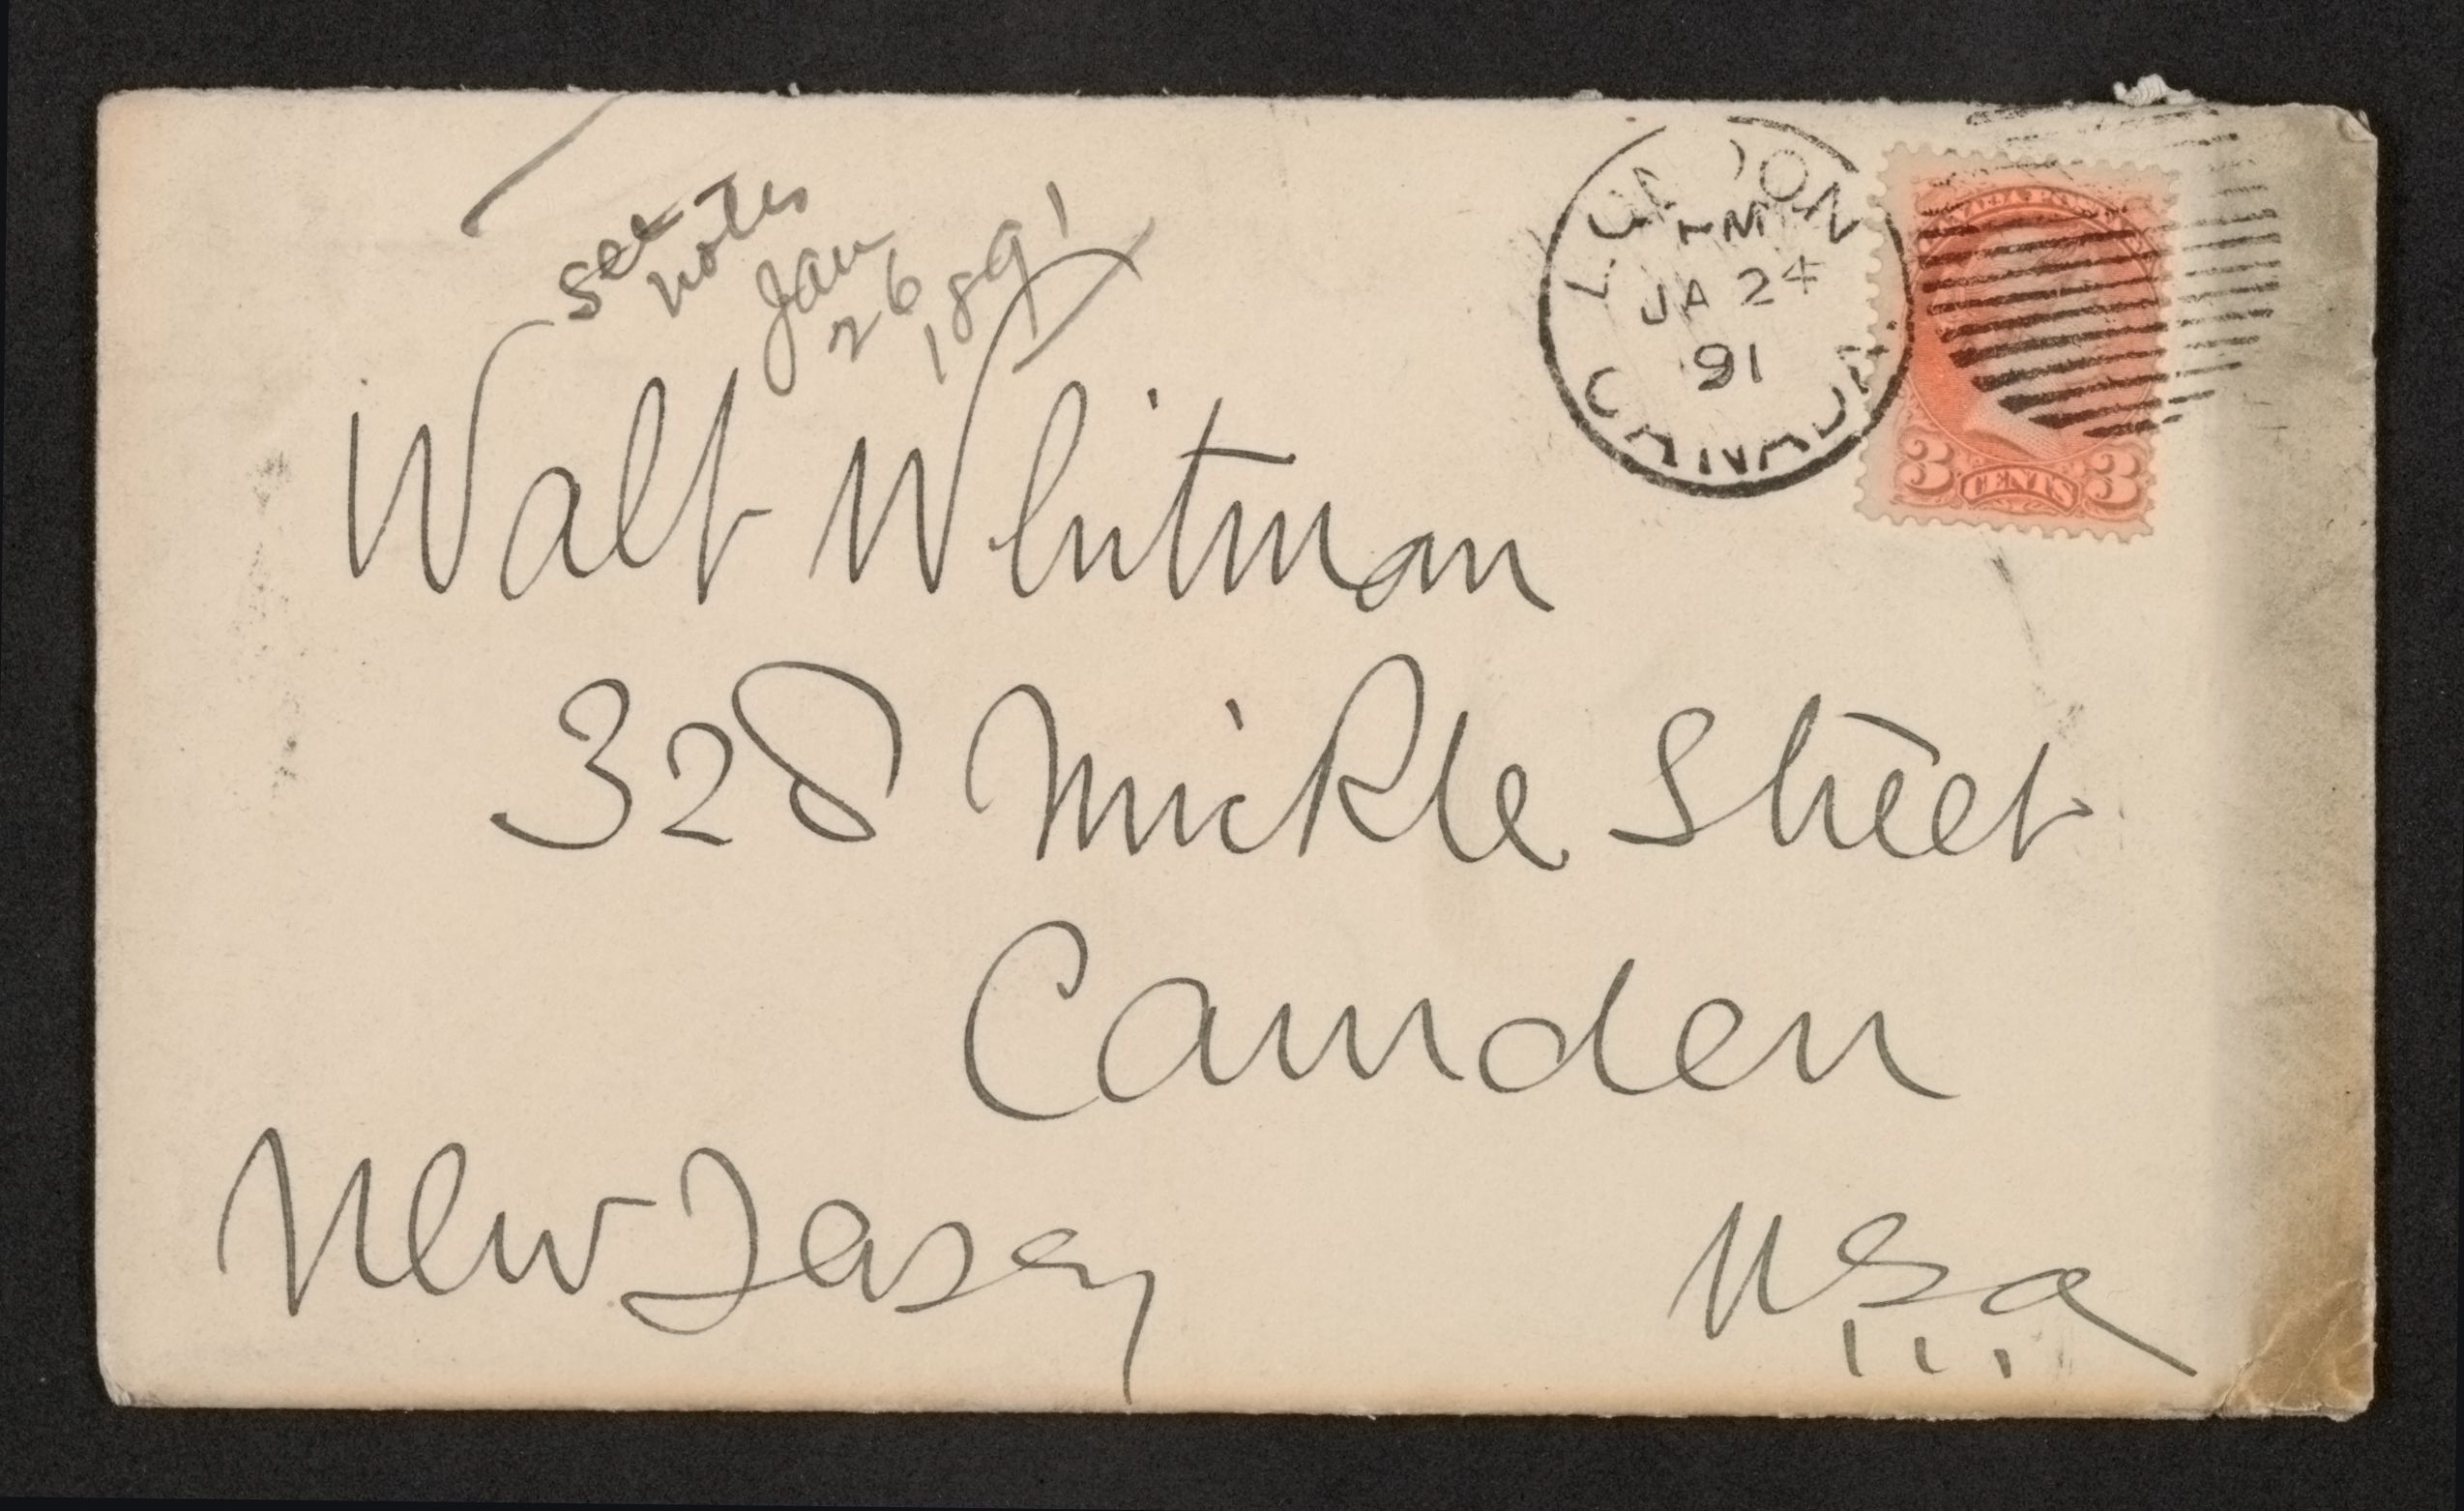 see
notes
Jan
26
1891
LONDON
PM
JA 24
91
CANADA
3 CENTS 3
Walt Whitman
328 Mickle Street
Camden
New Jersey
USA